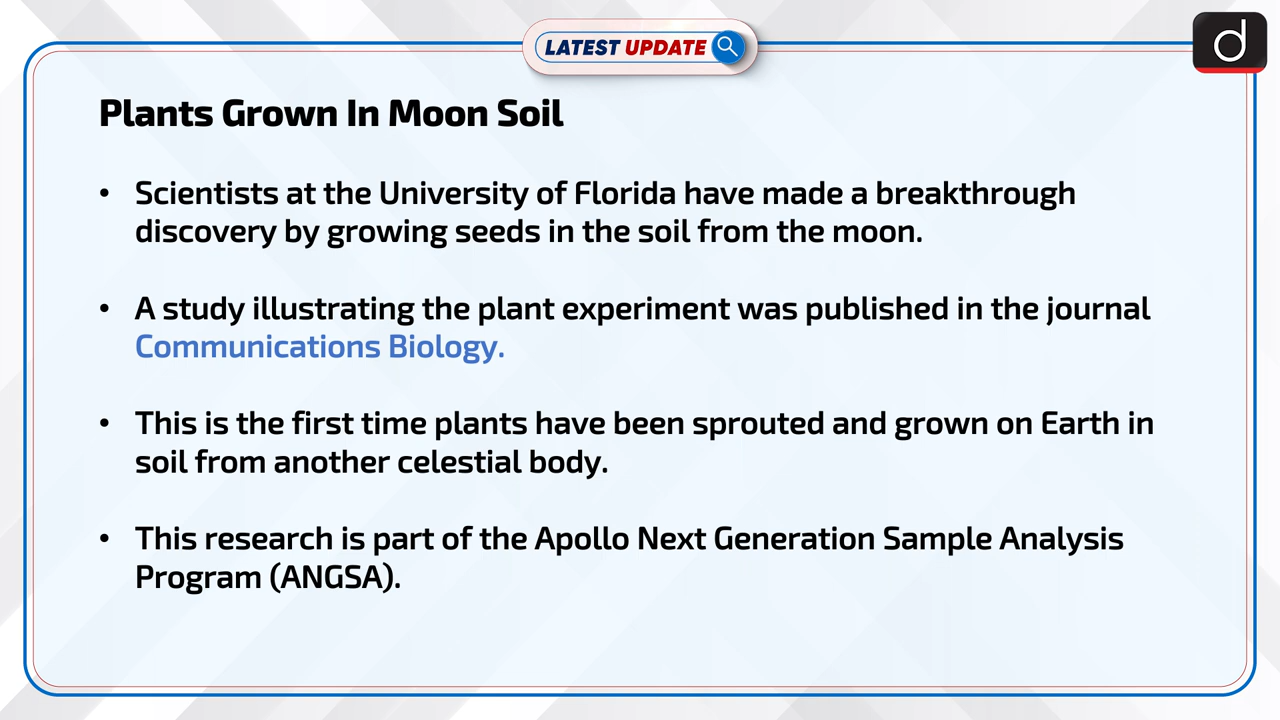 LATEST UPDATE
d
Plants Grown In Moon Soil
• Scientists at the University of Florida have made a breakthrough
discovery by growing seeds in the soil from the moon.
• A study illustrating the plant experiment was published in the journal
Communications Biology.
• This is the first time plants have been sprouted and grown on Earth in
soil from another celestial body.
• This research is part of the Apollo Next Generation Sample Analysis
Program (ANGSA).